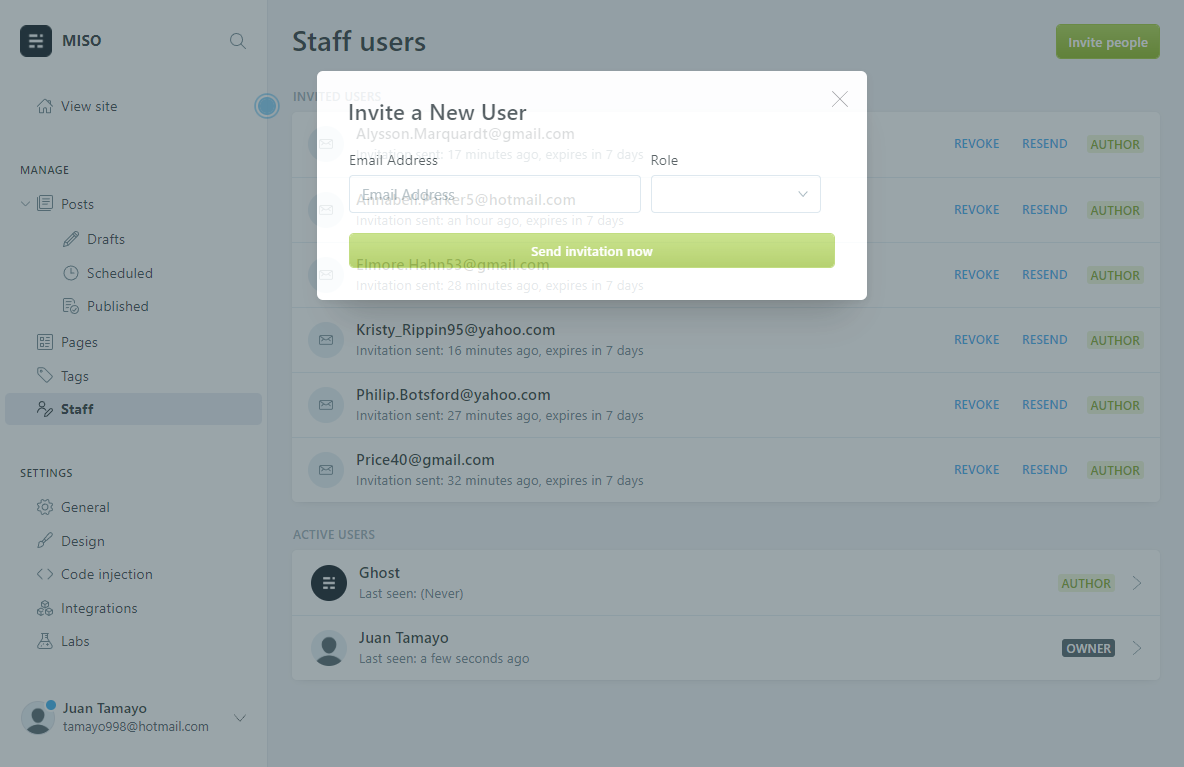 MISO
View site
MANAGE
Posts
Drafts
Scheduled
Published
Pages
Tags
Staff
SETTINGS
General
Design
Code injection
Integrations
Labs
Juan Tamayo
tamayo998@hotmail.com
Staff users
Invite people
INVITED USERS
Invite a New User
Alysson.Marquardt@gmail.com
Invitation sent: 17 minutes ago, expires in 7 days
REVOKE RESEND AUTHOR
Email Address
Role
Email Address
Annabell.Parker5@hotmail.com
Invitation sent: an hour ago, expires in 7 days
REVOKE RESEND AUTHOR
Send invitation now
Elmore.Hahn53@gmail.com
Invitation sent: 28 minutes ago, expires in 7 days
REVOKE RESEND AUTHOR
Kristy_Rippin95@yahoo.com
Invitation sent: 16 minutes ago, expires in 7 days
REVOKE RESEND AUTHOR
Philip.Botsford@yahoo.com
Invitation sent: 27 minutes ago, expires in 7 days
REVOKE RESEND AUTHOR
Price40@gmail.com
Invitation sent: 32 minutes ago, expires in 7 days
REVOKE RESEND AUTHOR
ACTIVE USERS
Ghost
Last seen: (Never)
AUTHOR
Juan Tamayo
Last seen: a few seconds ago
OWNER